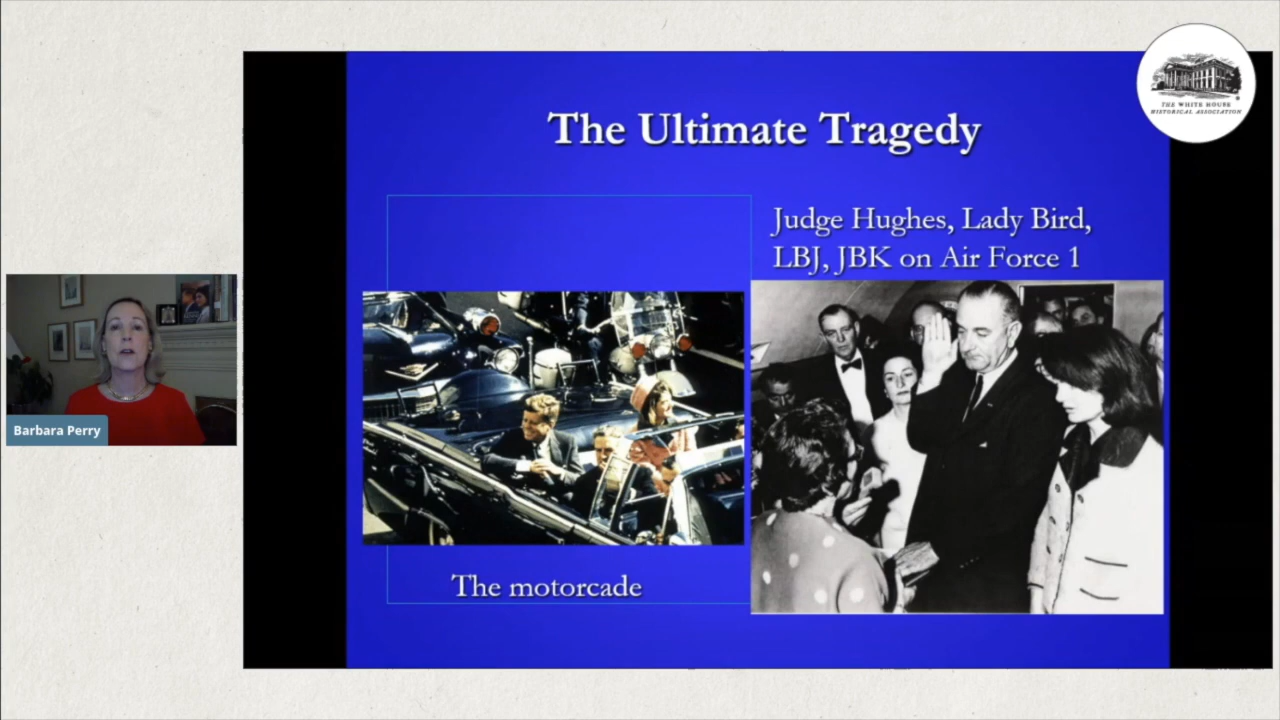 The Ultimate Tragedy
Judge Hughes, Lady Bird,
LBJ, JBK on Air Force 1
The motorcade
Barbara Perry
THE WHITE HOUSE
HISTORICAL ASSOCIATION